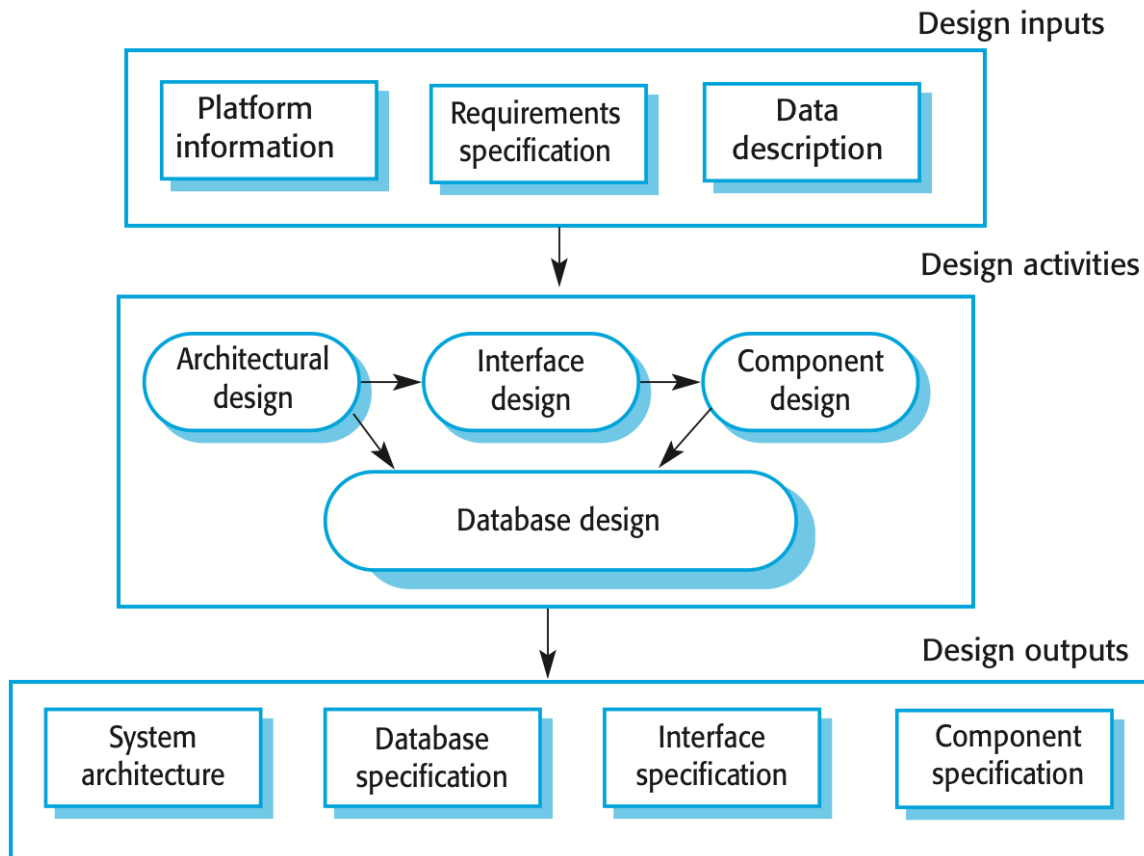 Design inputs
Platform
information
Requirements
specification
Data
description
Design activities
Architectural
design
Interface
design
Component
design
Database design
Design outputs
System
architecture
Database
specification
Interface
specification
Component
specification